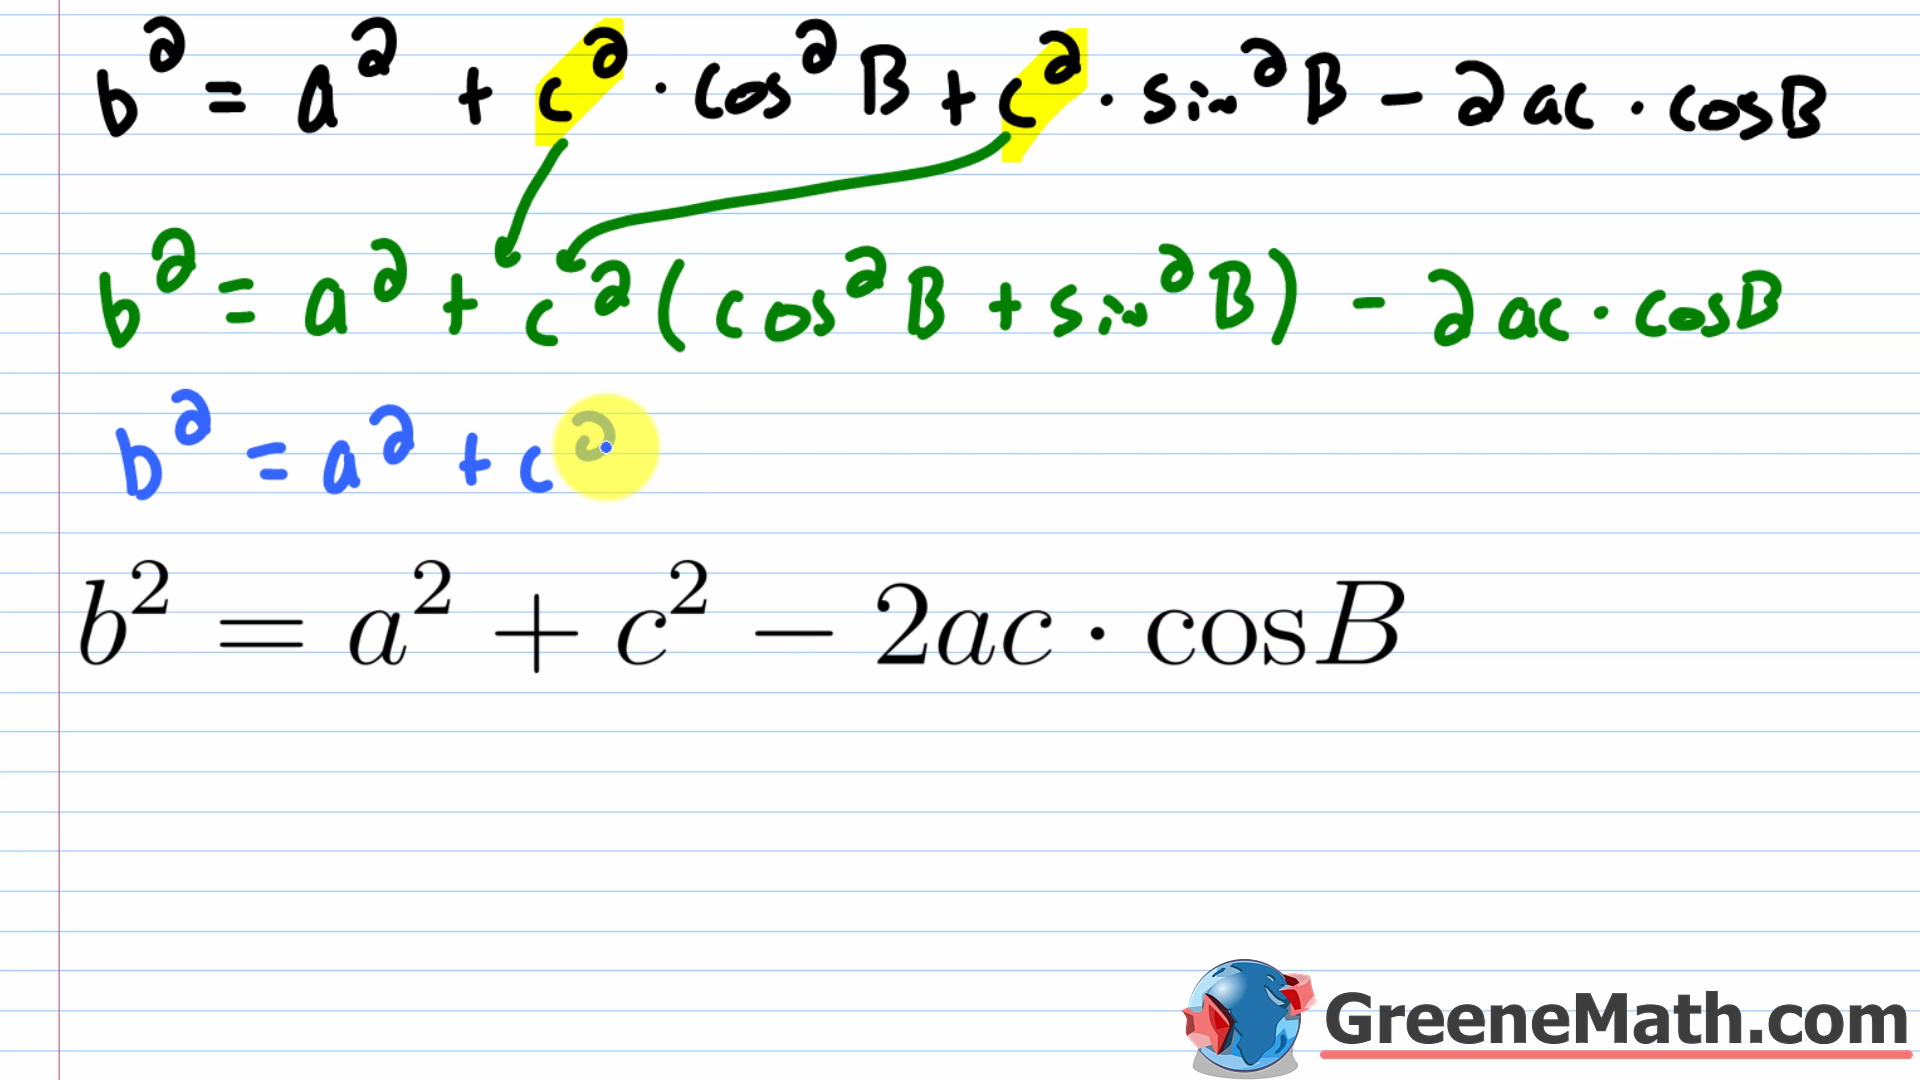 b² = a² + c² · cos²B + c² · sin²B - 2ac · cosB
b² = a² + c²(cos²B + sin²B) - 2ac · cosB
b² = a² + c²
b² = a² + c² − 2ac · cosB
GreeneMath.com